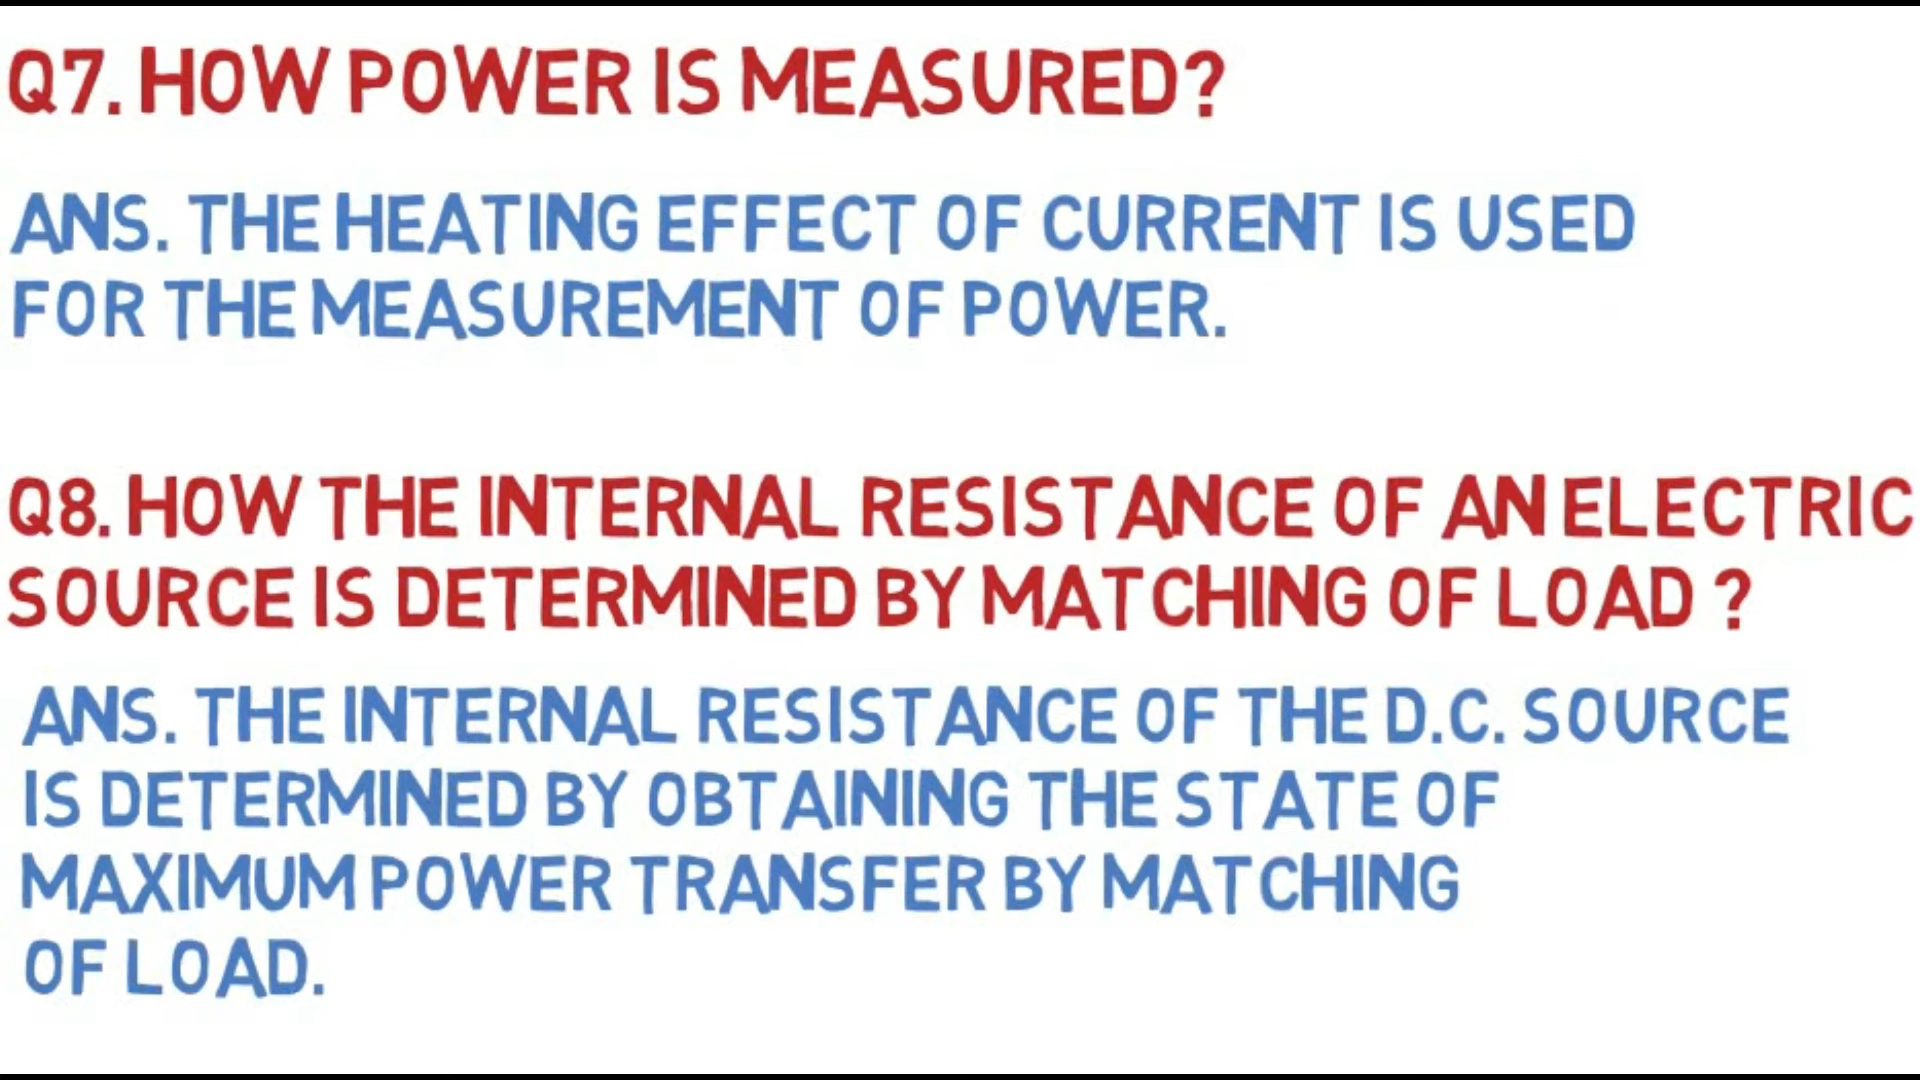 Q7. HOW POWER IS MEASURED?
ANS. THE HEATING EFFECT OF CURRENT IS USED
FOR THE MEASUREMENT OF POWER.
Q8. HOW THE INTERNAL RESISTANCE OF AN ELECTRIC
SOURCE IS DETERMINED BY MATCHING OF LOAD ?
ANS. THE INTERNAL RESISTANCE OF THE D.C. SOURCE
IS DETERMINED BY OBTAINING THE STATE OF
MAXIMUM POWER TRANSFER BY MATCHING
OF LOAD.